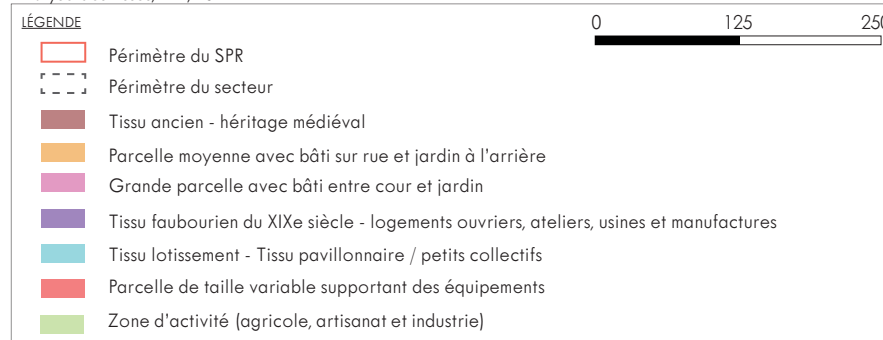 LÉGENDE
0 125 250
Périmètre du SPR
Périmètre du secteur
Tissu ancien - héritage médiéval
Parcelle moyenne avec bâti sur rue et jardin à l'arrière
Grande parcelle avec bâti entre cour et jardin
Tissu faubourien du XIXe siècle - logements ouvriers, ateliers, usines et manufactures
Tissu lotissement - Tissu pavillonnaire / petits collectifs
Parcelle de taille variable supportant des équipements
Zone d'activité (agricole, artisanat et industrie)